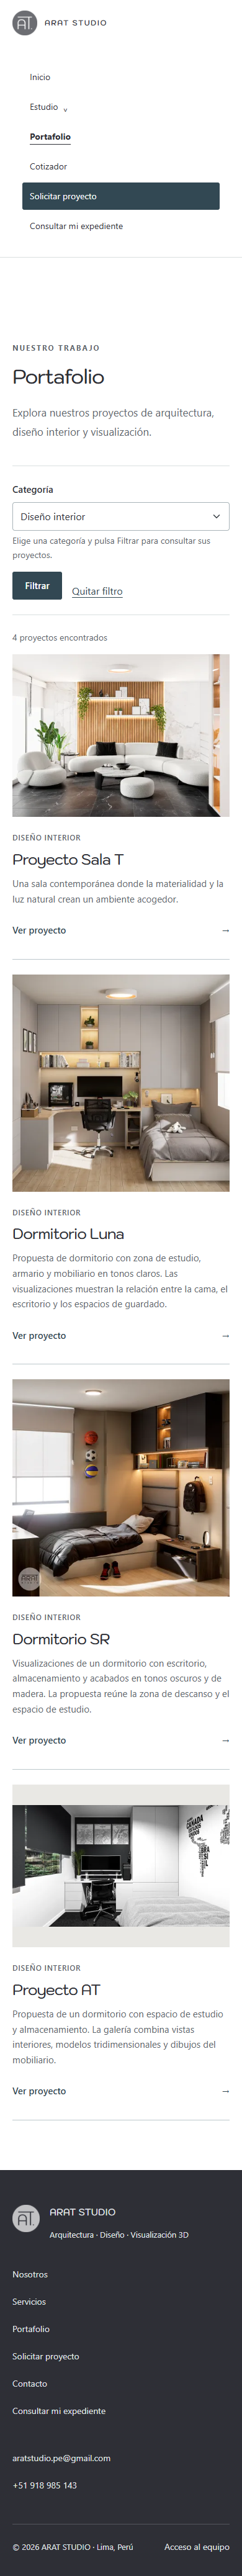 AT.
ARAT STUDIO
Inicio
Estudio
Portafolio
Cotizador
Solicitar proyecto
Consultar mi expediente
NUESTRO TRABAJO
Portafolio
Explora nuestros proyectos de arquitectura,
diseño interior y visualización.
Categoría
Diseño interior
Elige una categoría y pulsa Filtrar para consultar sus
proyectos.
Filtrar
Quitar filtro
4 proyectos encontrados
DISEÑO INTERIOR
Proyecto Sala T
Una sala contemporánea donde la materialidad y la
luz natural crean un ambiente acogedor.
Ver proyecto →
DISEÑO INTERIOR
Dormitorio Luna
Propuesta de dormitorio con zona de estudio,
armario y mobiliario en tonos claros. Las
visualizaciones muestran la relación entre la cama, el
escritorio y los espacios de guardado.
Ver proyecto →
DISEÑO INTERIOR
Dormitorio SR
Visualizaciones de un dormitorio con escritorio,
almacenamiento y acabados en tonos oscuros y de
madera. La propuesta reúne la zona de descanso y el
espacio de estudio.
Ver proyecto →
CANADA
BRA
SIL
DISEÑO INTERIOR
Proyecto AT
Propuesta de un dormitorio con espacio de estudio
y almacenamiento. La galería combina vistas
interiores, modelos tridimensionales y dibujos del
mobiliario.
Ver proyecto →
AT.
ARAT STUDIO
Arquitectura · Diseño · Visualización 3D
Nosotros
Servicios
Portafolio
Solicitar proyecto
Contacto
Consultar mi expediente
aratstudio.pe@gmail.com
+51 918 985 143
© 2026 ARAT STUDIO · Lima, Perú
Acceso al equipo